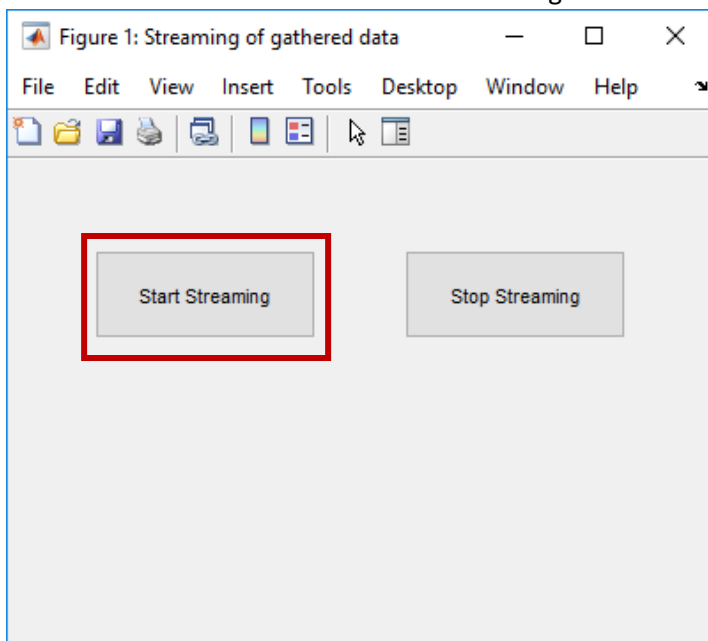 Figure 1: Streaming of gathered data
File Edit View Insert Tools Desktop Window Help
Start Streaming Stop Streaming